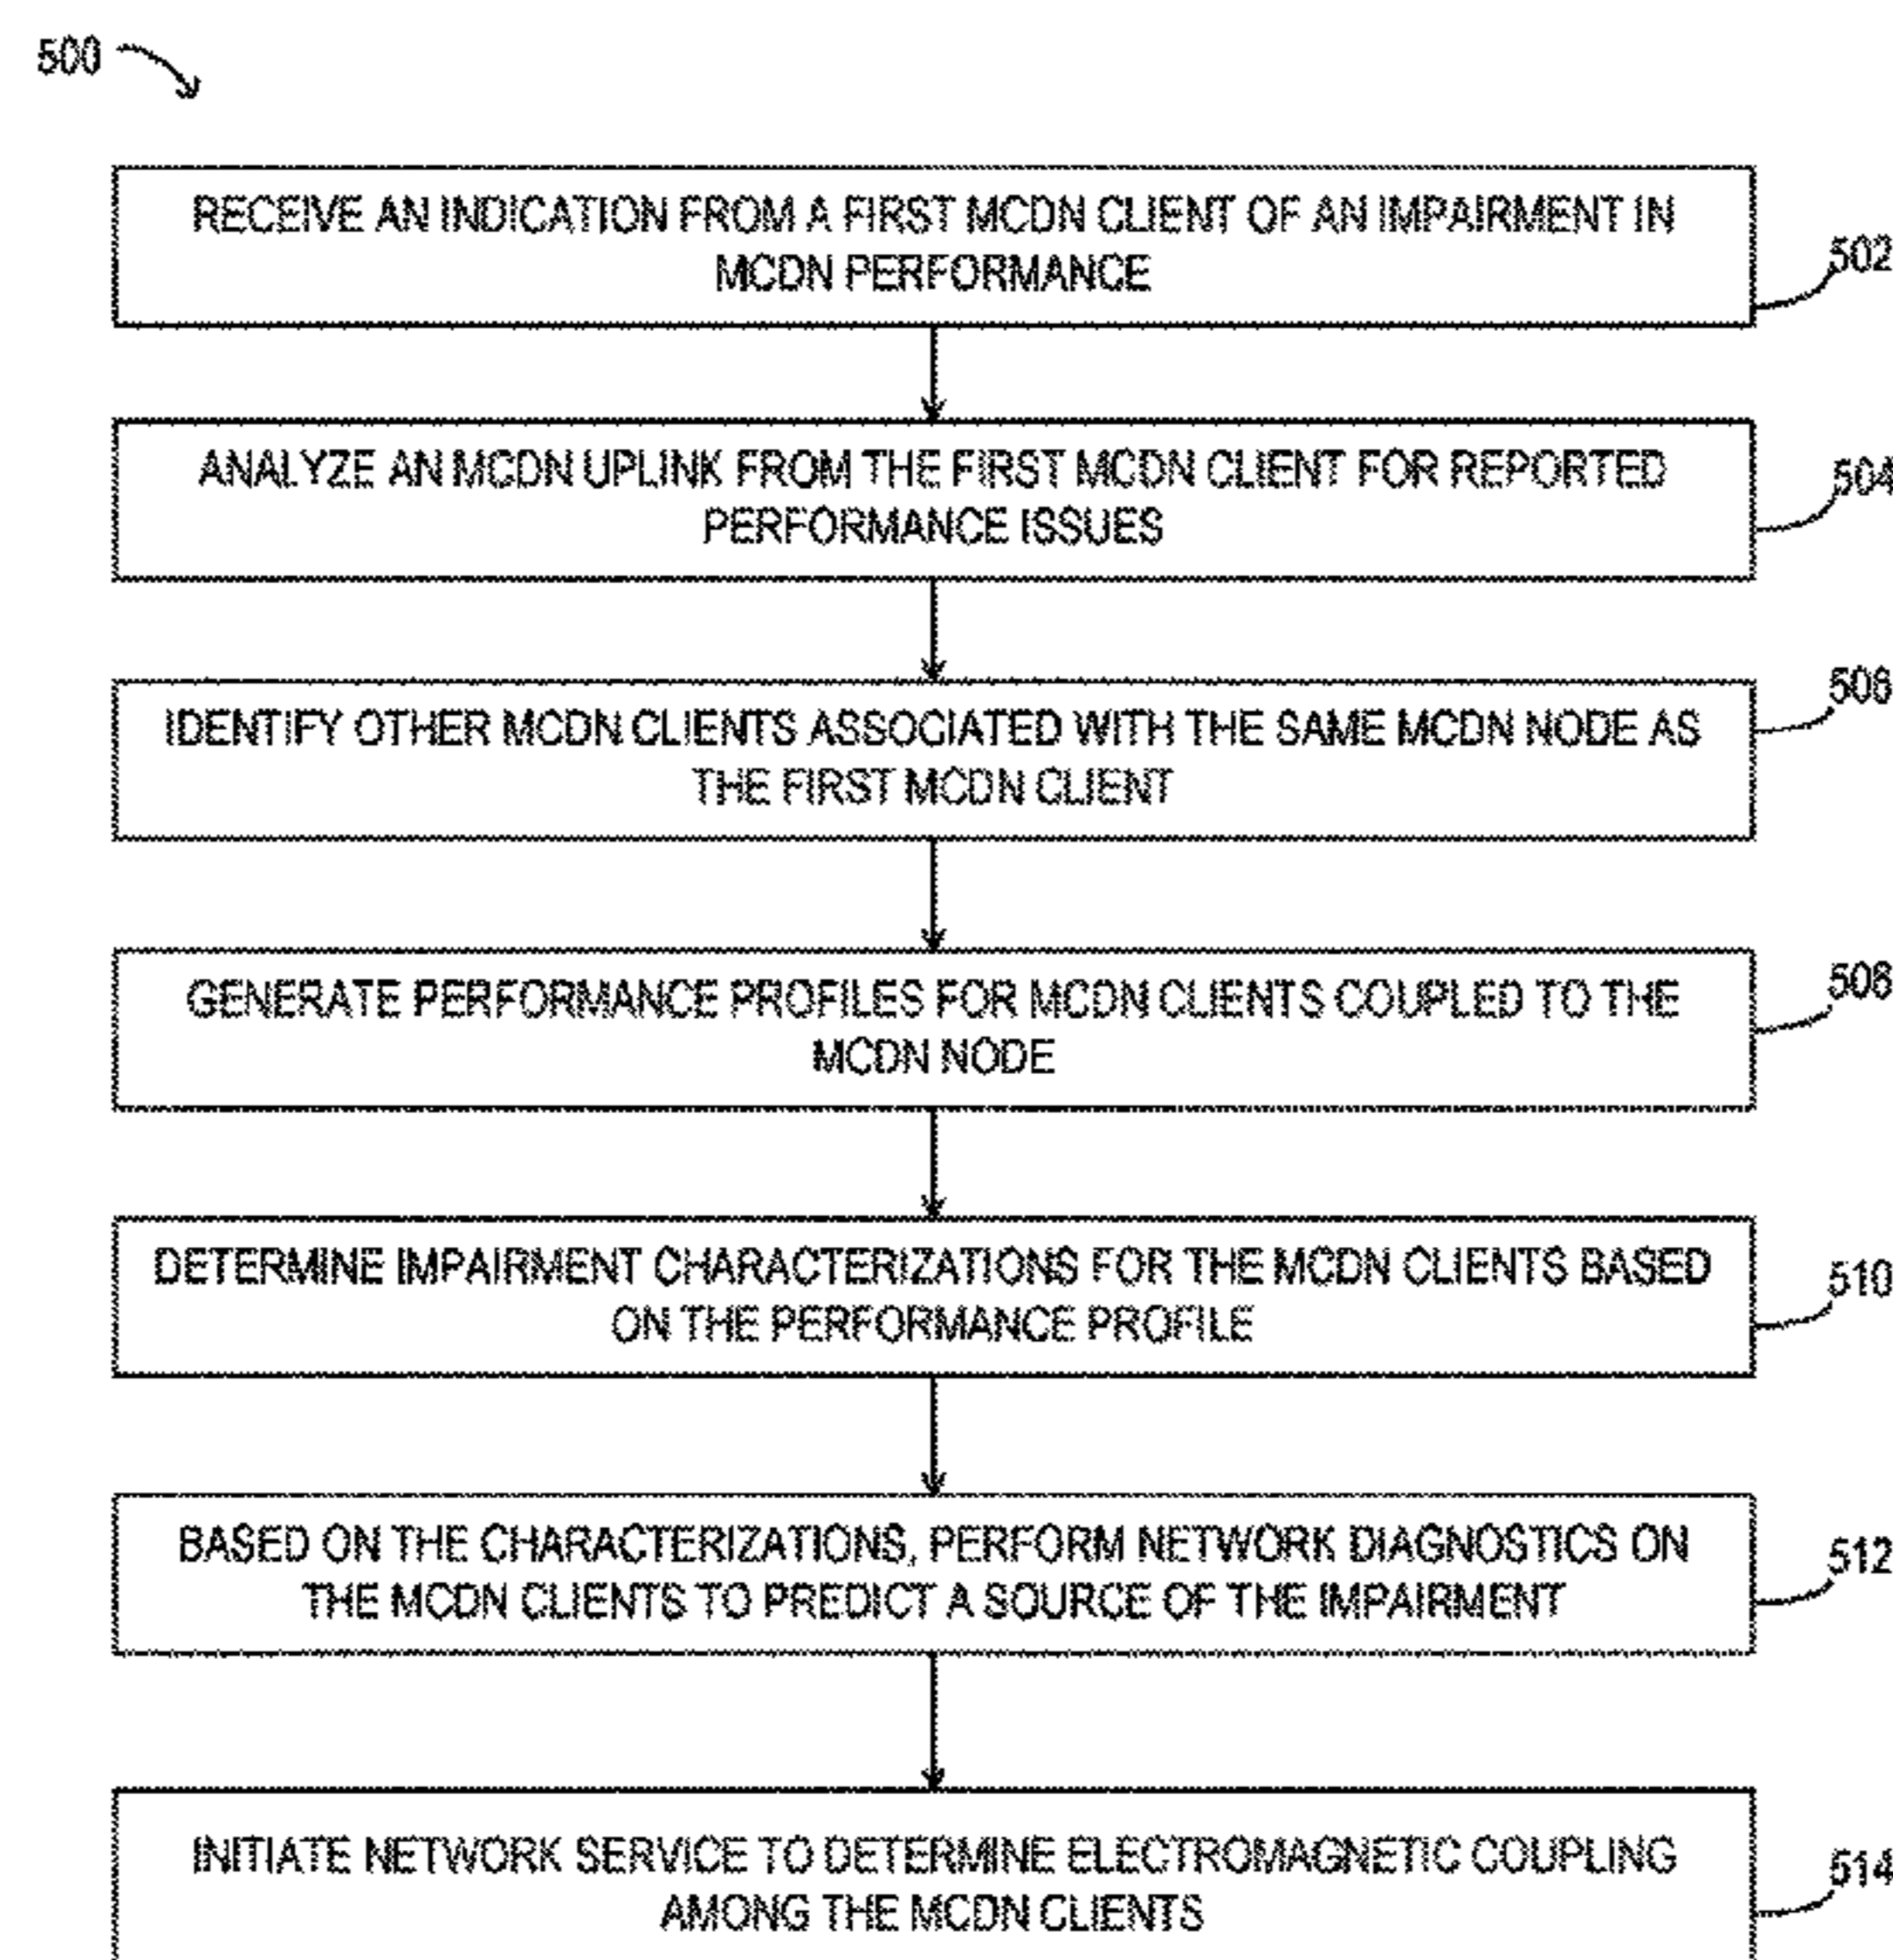 500
RECEIVE AN INDICATION FROM A FIRST MCDN CLIENT OF AN IMPAIRMENT IN
MCDN PERFORMANCE
502
ANALYZE AN MCDN UPLINK FROM THE FIRST MCDN CLIENT FOR REPORTED
PERFORMANCE ISSUES
504
IDENTIFY OTHER MCDN CLIENTS ASSOCIATED WITH THE SAME MCDN NODE AS
THE FIRST MCDN CLIENT
506
GENERATE PERFORMANCE PROFILES FOR MCDN CLIENTS COUPLED TO THE
MCDN NODE
508
DETERMINE IMPAIRMENT CHARACTERIZATIONS FOR THE MCDN CLIENTS BASED
ON THE PERFORMANCE PROFILE
510
BASED ON THE CHARACTERIZATIONS, PERFORM NETWORK DIAGNOSTICS ON
THE MCDN CLIENTS TO PREDICT A SOURCE OF THE IMPAIRMENT
512
INITIATE NETWORK SERVICE TO DETERMINE ELECTROMAGNETIC COUPLING
AMONG THE MCDN CLIENTS
514